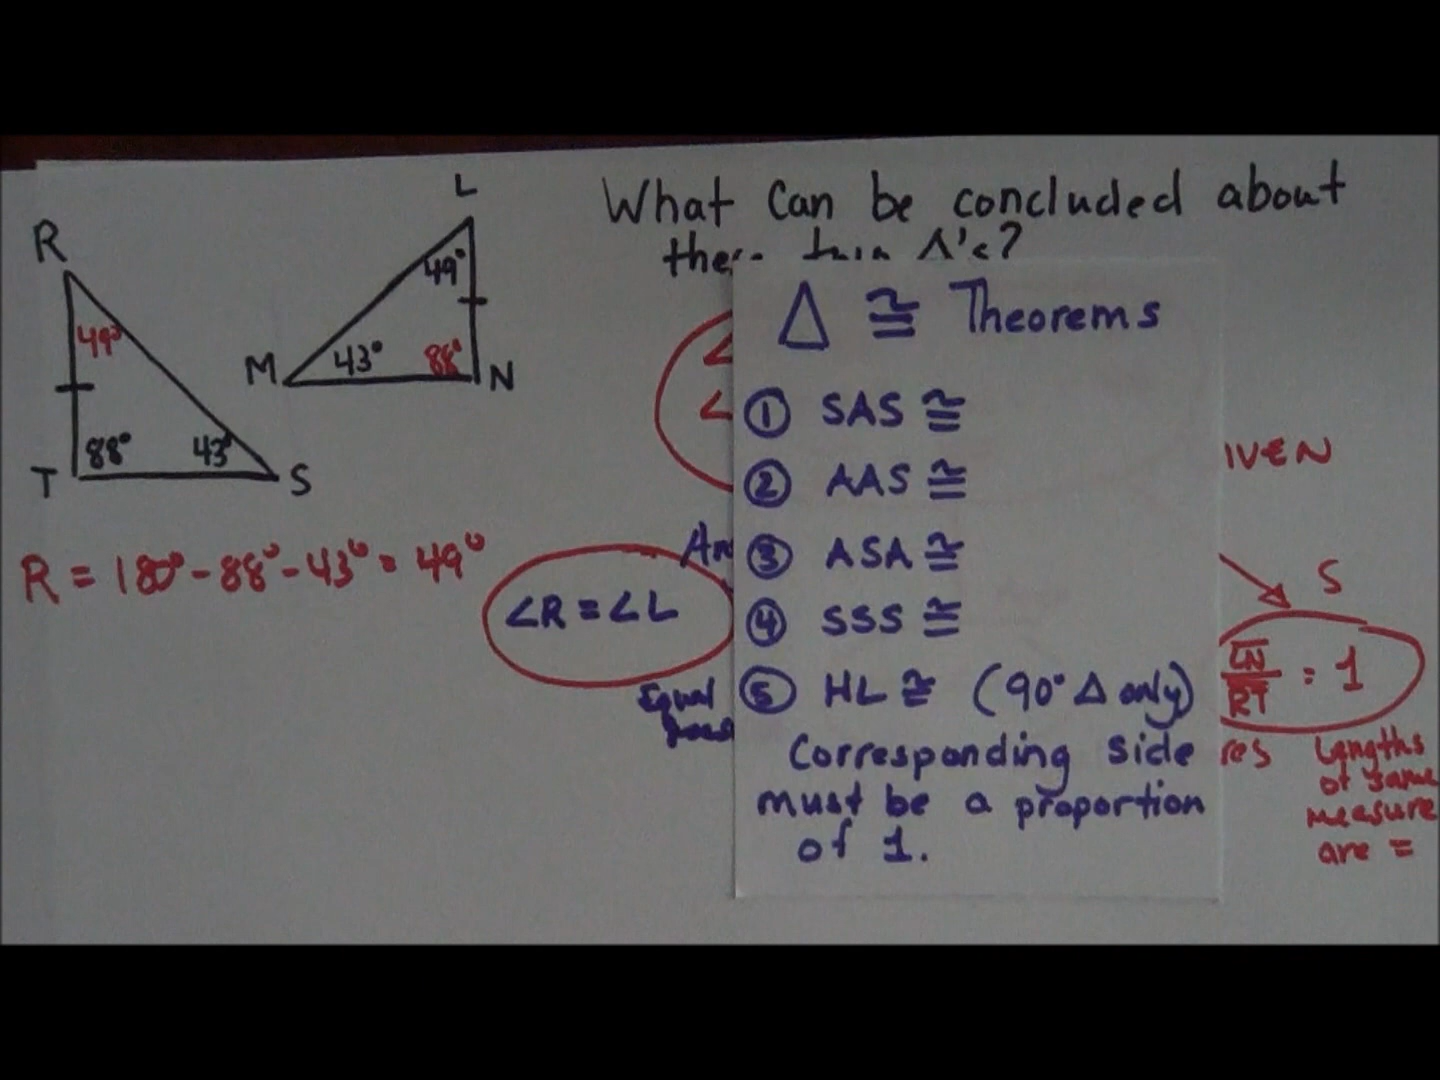 What can be concluded about
Δ's?
R
49°
88°
43°
T
S
L
49°
43°
88°
M
N
R = 180° - 88° - 43° = 49°
∠R = ∠L
Equal
Δ ≅ Theorems
① SAS ≅
② AAS ≅
③ ASA ≅
④ SSS ≅
⑤ HL ≅ (90° Δ only)
Corresponding side
must be a proportion
of 1.
IVEN
S
LN
RT
= 1
res
Lengths
of same
measure
are =